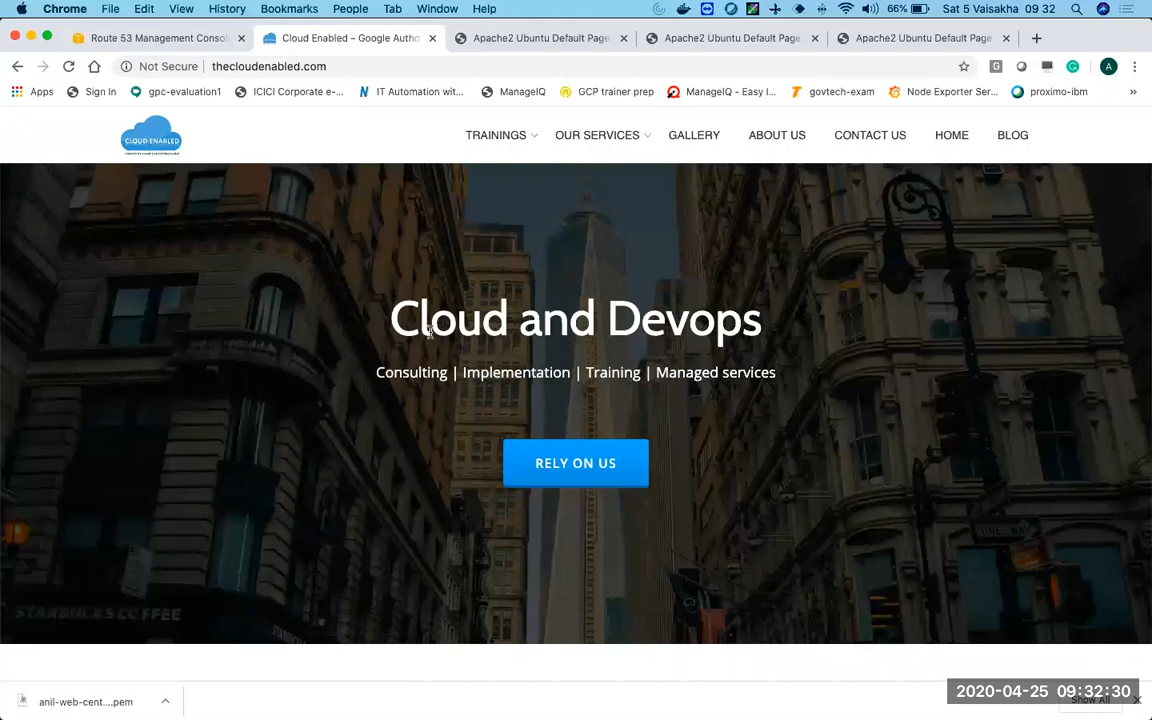 Chrome File Edit View History Bookmarks People Tab Window Help 66% Sat 5 Vaisakha 09 32
Route 53 Management Consol
Cloud Enabled – Google Autho
Apache2 Ubuntu Default Page
Apache2 Ubuntu Default Page
Apache2 Ubuntu Default Page
Not Secure | thecloudenabled.com
A
Apps Sign in gpc-evaluation1 ICICI Corporate e-... IT Automation wit... ManageIQ GCP trainer prep ManageIQ - Easy i... govtech-exam Node Exporter Ser... proximo-ibm »
CLOUD ENABLED
TRAININGS OUR SERVICES GALLERY ABOUT US CONTACT US HOME BLOG
Cloud and Devops
Consulting | Implementation | Training | Managed services
RELY ON US
STARBUCKS COFFEE
anil-web-cent....pem
2020-04-25 09:32:30
Show All